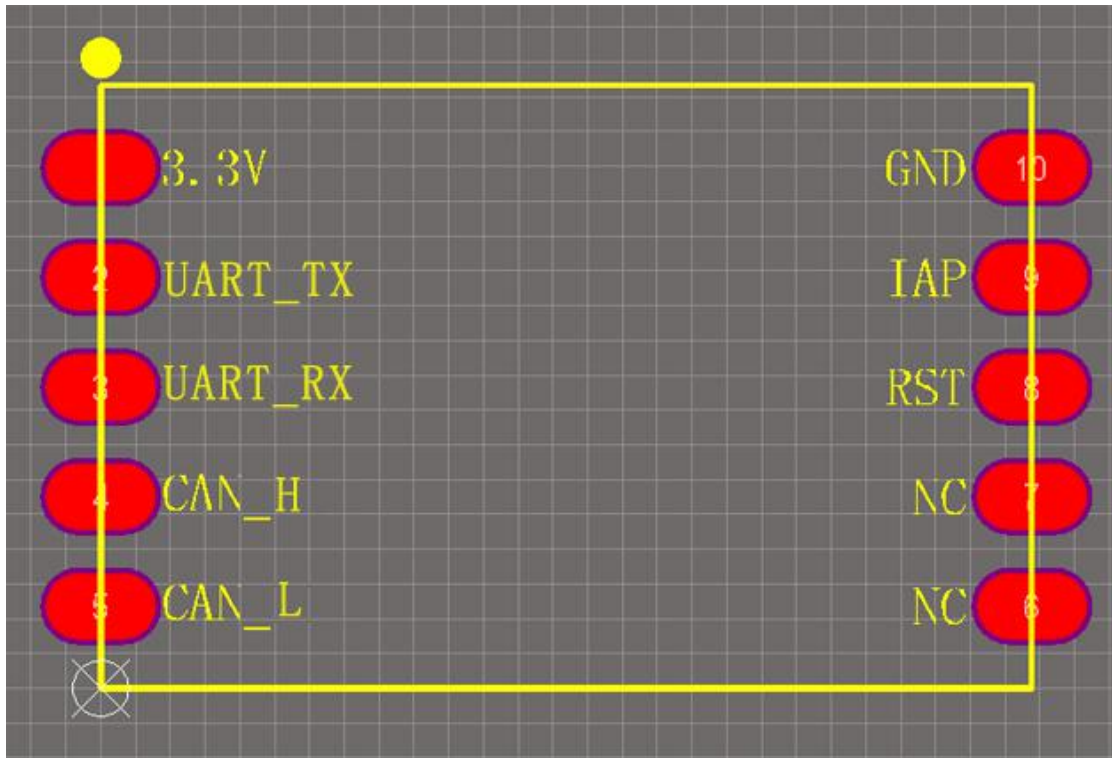 3.3V GND 10
2 UART_TX IAP 9
3 UART_RX RST 8
4 CAN_H NC 7
5 CAN_L NC 6